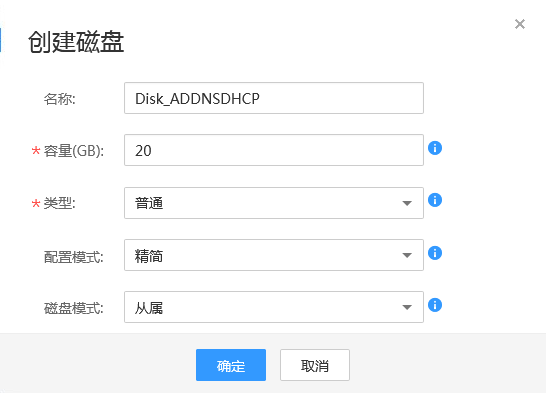 创建磁盘
名称: Disk_ADDNSDHCP
* 容量(GB): 20
* 类型: 普通
配置模式: 精简
磁盘模式: 从属
确定 取消